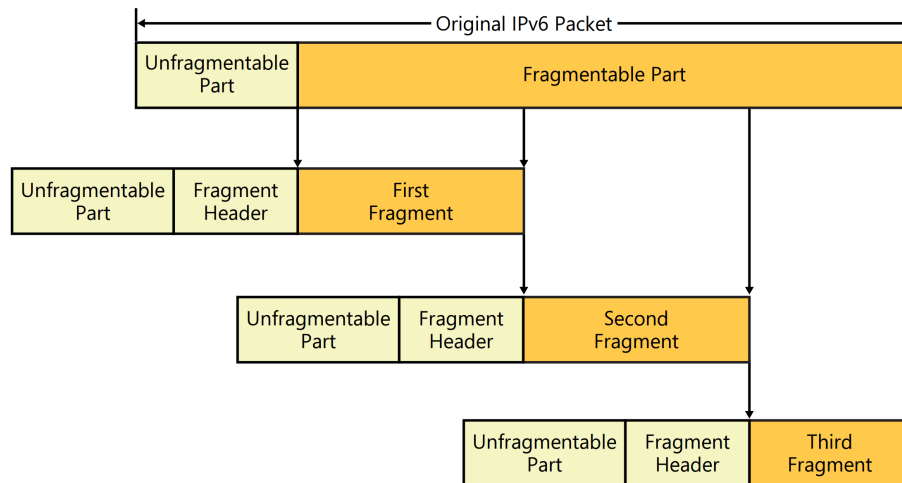 Original IPv6 Packet
Unfragmentable
Part
Fragmentable Part
Unfragmentable
Part
Fragment
Header
First
Fragment
Unfragmentable
Part
Fragment
Header
Second
Fragment
Unfragmentable
Part
Fragment
Header
Third
Fragment